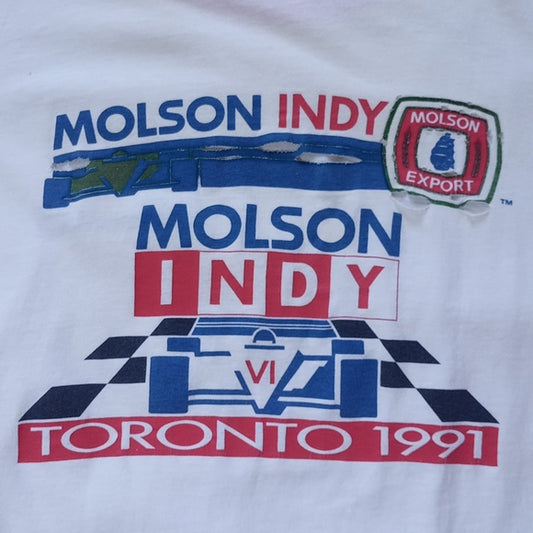 MOLSON INDY
MOLSON
EXPORT
™
MOLSON
INDY
VI
TORONTO 1991